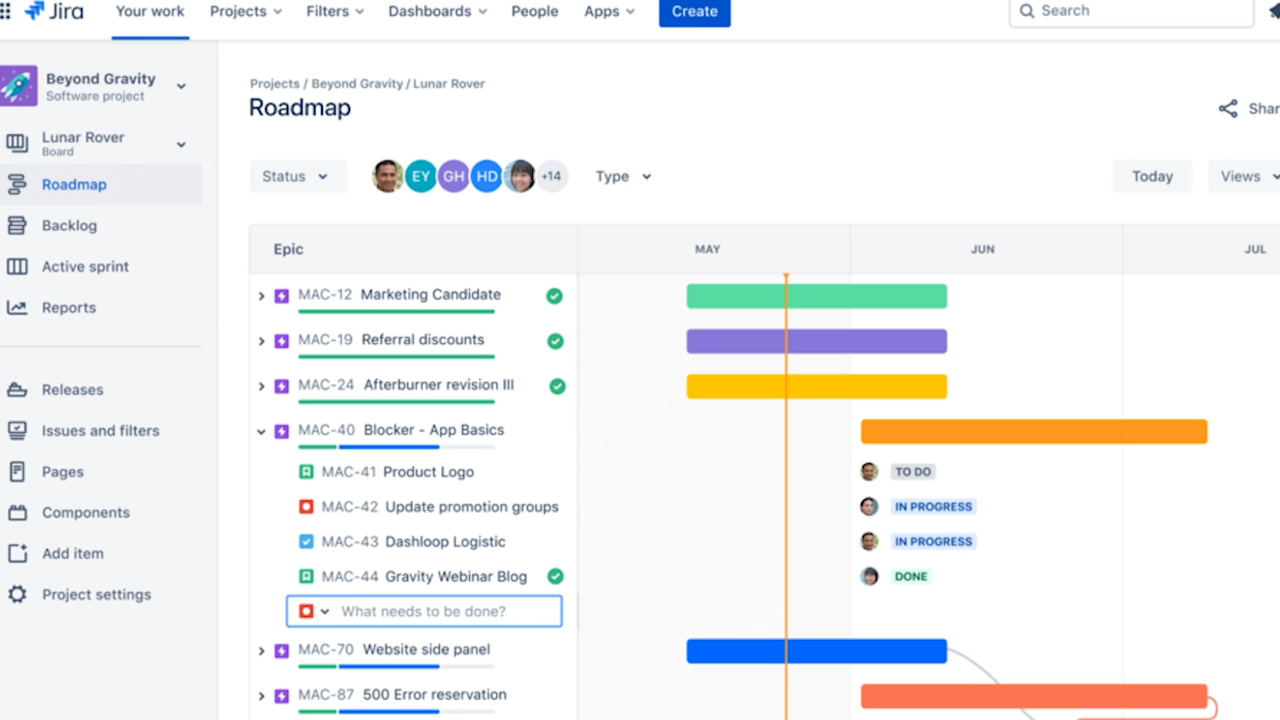 Jira Your work Projects Filters Dashboards People Apps Create Search
Beyond Gravity
Software project
Lunar Rover
Board
Roadmap
Backlog
Active sprint
Reports
Releases
Issues and filters
Pages
Components
Add item
Project settings
Projects / Beyond Gravity / Lunar Rover
Roadmap
Shar
Status EY GH HD +14 Type Today Views
Epic MAY JUN JUL
MAC-12 Marketing Candidate
MAC-19 Referral discounts
MAC-24 Afterburner revision III
MAC-40 Blocker - App Basics
MAC-41 Product Logo TO DO
MAC-42 Update promotion groups IN PROGRESS
MAC-43 Dashloop Logistic IN PROGRESS
MAC-44 Gravity Webinar Blog DONE
What needs to be done?
MAC-70 Website side panel
MAC-87 500 Error reservation